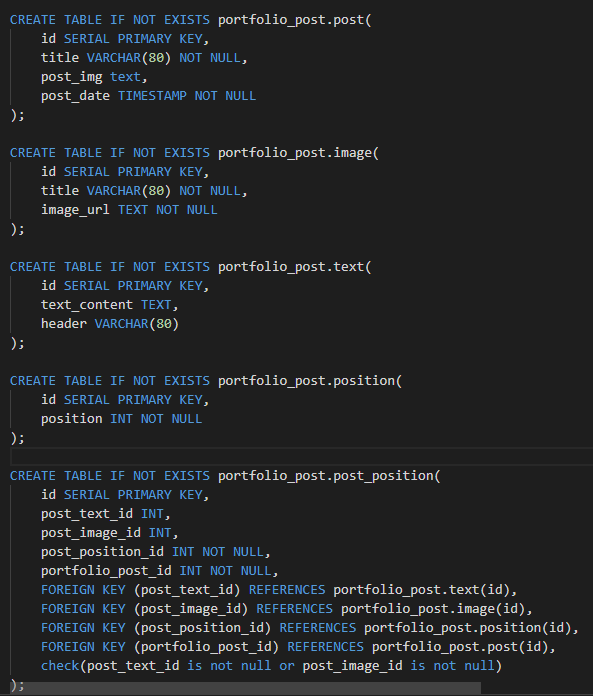 CREATE TABLE IF NOT EXISTS portfolio_post.post(
    id SERIAL PRIMARY KEY,
    title VARCHAR(80) NOT NULL,
    post_img text,
    post_date TIMESTAMP NOT NULL
);

CREATE TABLE IF NOT EXISTS portfolio_post.image(
    id SERIAL PRIMARY KEY,
    title VARCHAR(80) NOT NULL,
    image_url TEXT NOT NULL
);

CREATE TABLE IF NOT EXISTS portfolio_post.text(
    id SERIAL PRIMARY KEY,
    text_content TEXT,
    header VARCHAR(80)
);

CREATE TABLE IF NOT EXISTS portfolio_post.position(
    id SERIAL PRIMARY KEY,
    position INT NOT NULL
);

CREATE TABLE IF NOT EXISTS portfolio_post.post_position(
    id SERIAL PRIMARY KEY,
    post_text_id INT,
    post_image_id INT,
    post_position_id INT NOT NULL,
    portfolio_post_id INT NOT NULL,
    FOREIGN KEY (post_text_id) REFERENCES portfolio_post.text(id),
    FOREIGN KEY (post_image_id) REFERENCES portfolio_post.image(id),
    FOREIGN KEY (post_position_id) REFERENCES portfolio_post.position(id),
    FOREIGN KEY (portfolio_post_id) REFERENCES portfolio_post.post(id),
    check(post_text_id is not null or post_image_id is not null)
);